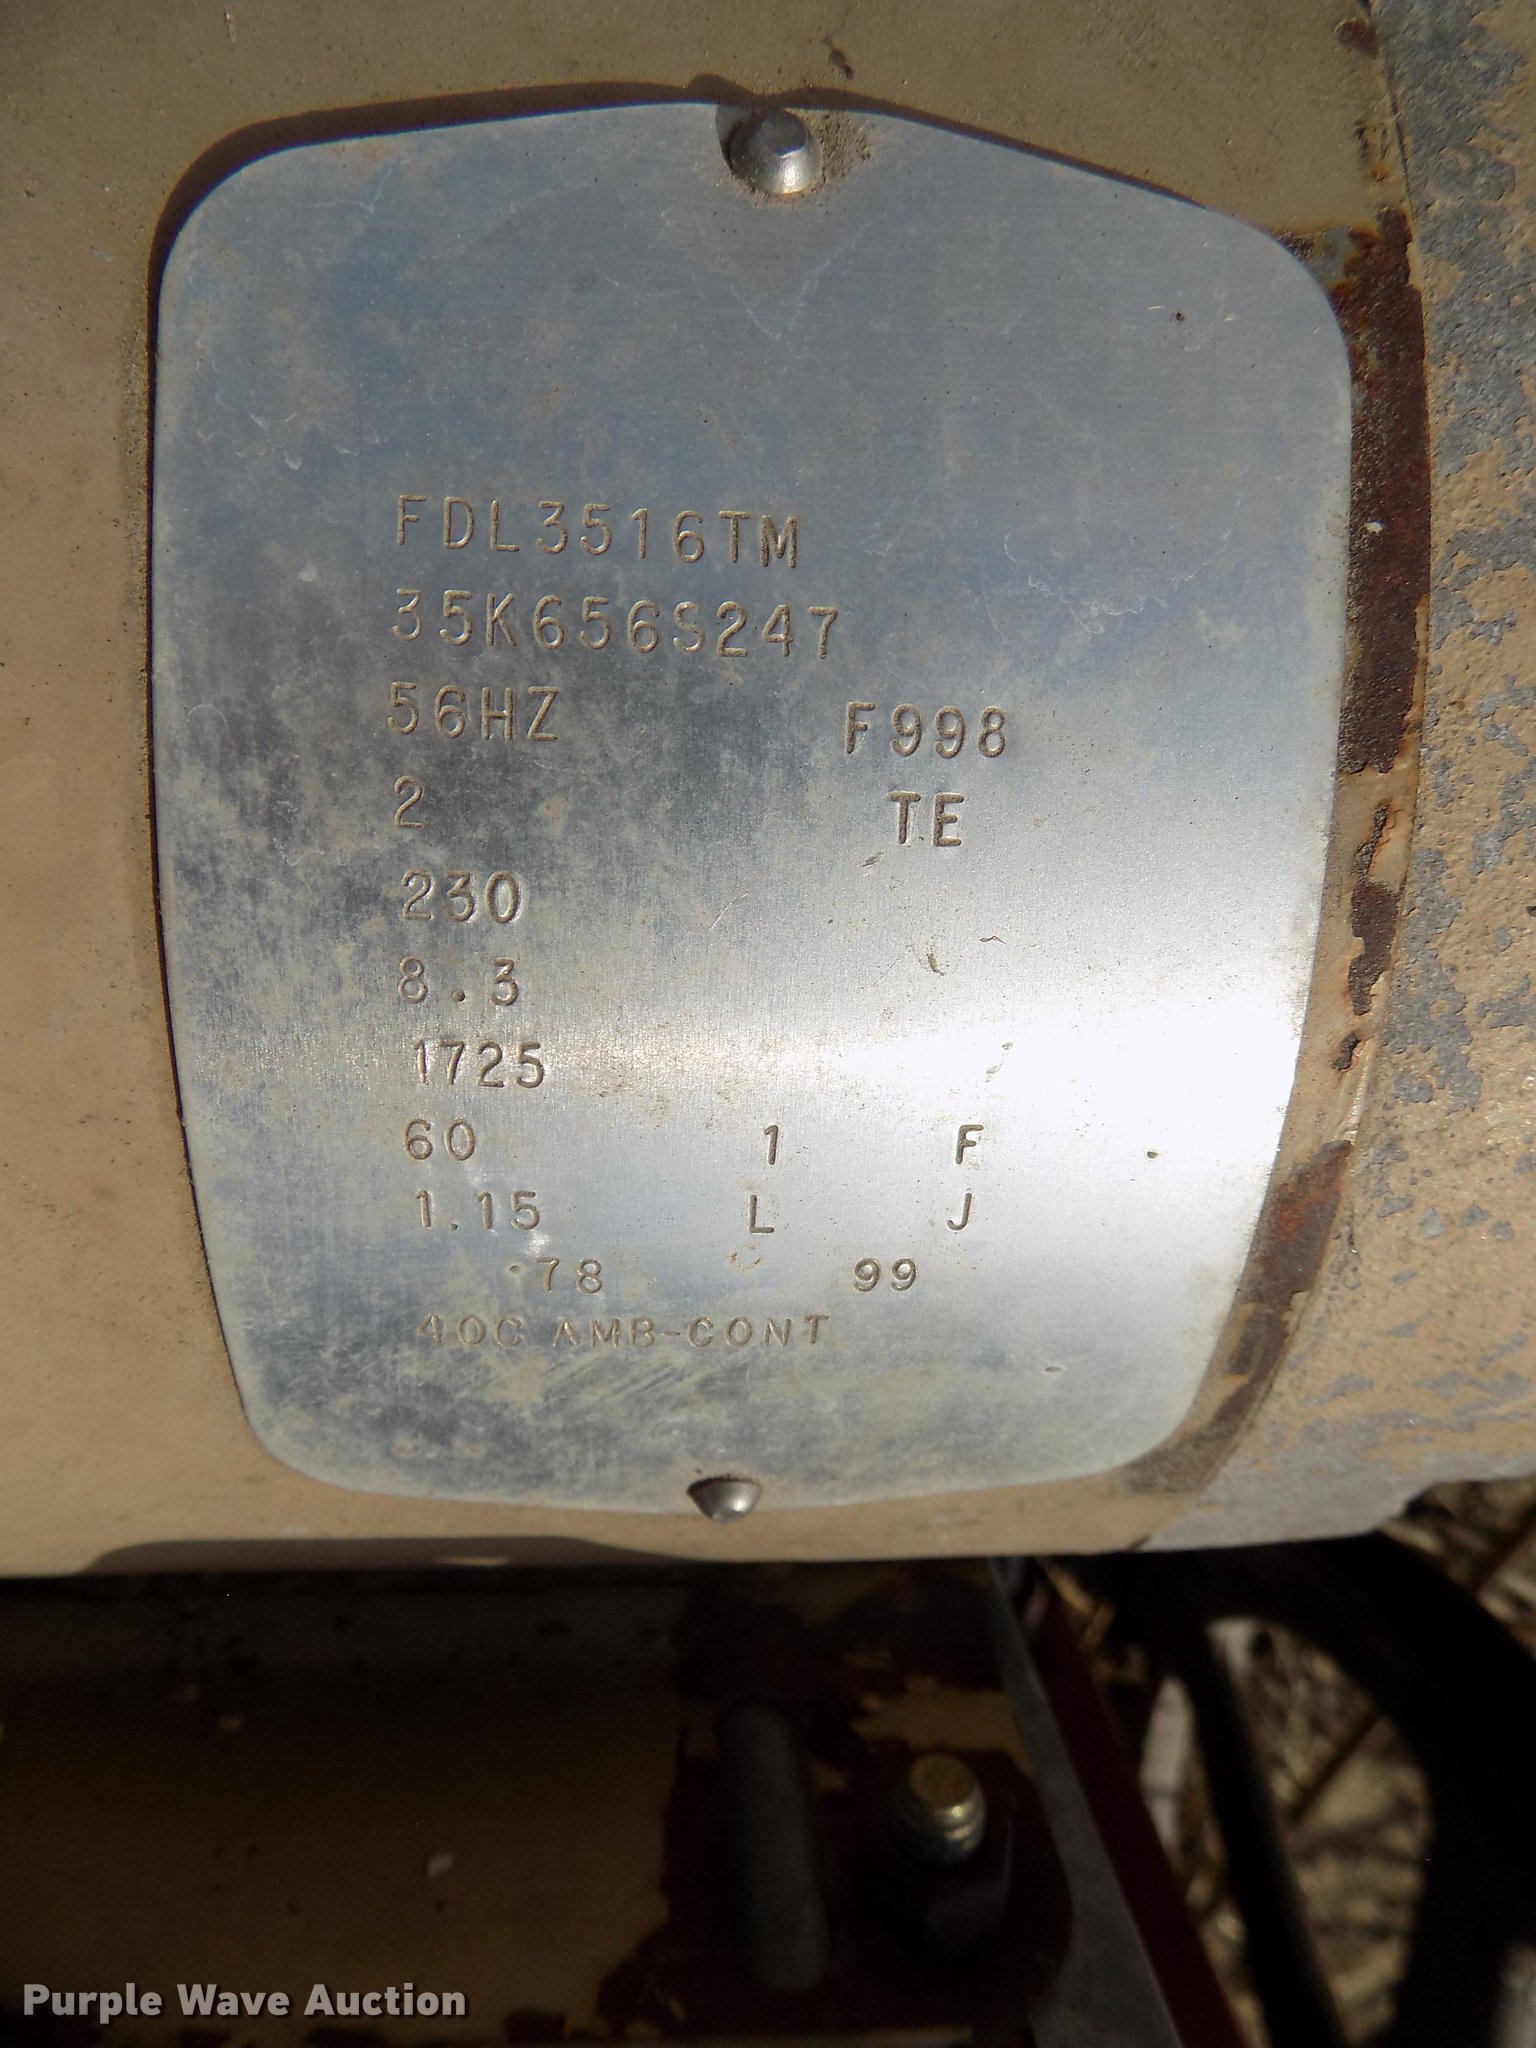 FDL3516TM
35K656S247
56HZ F998
2 TE
230
8.3
1725
60 1 F
1.15 L J
78 99
40C AMB-CONT
Purple Wave Auction